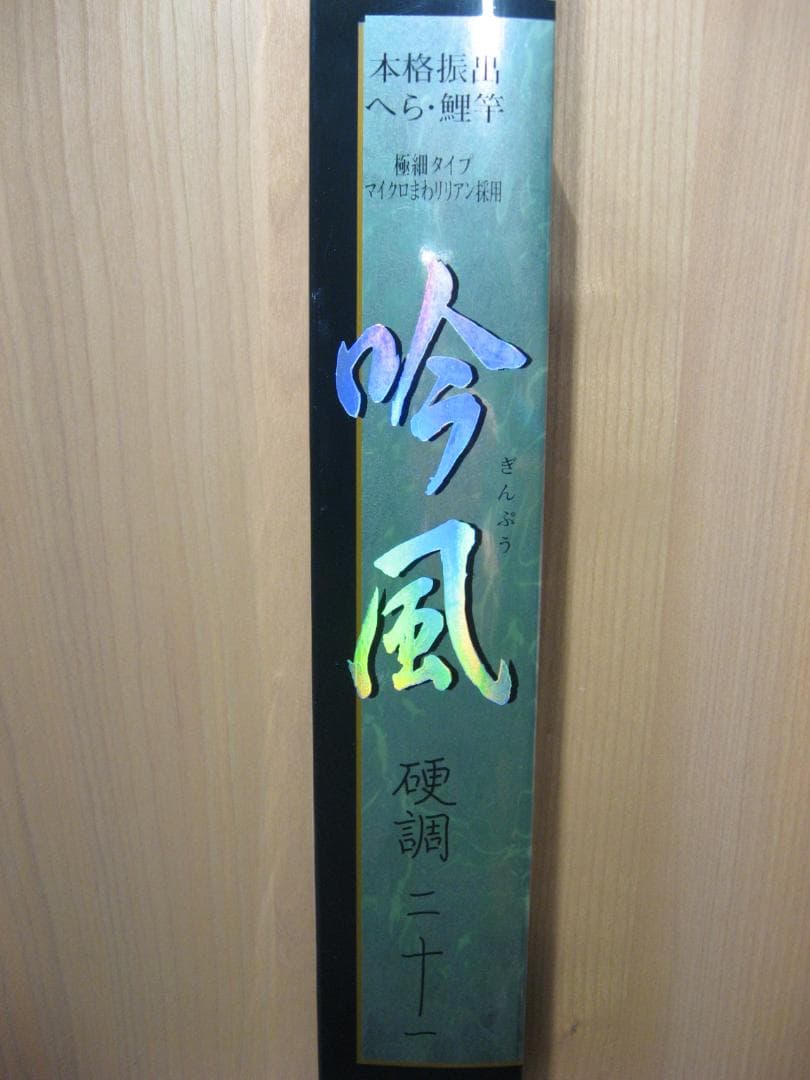 本格振出
へら・鯉竿
極細タイプ
マイクロまわリリアン採用
吟風
ぎんぷう
硬調 二十一